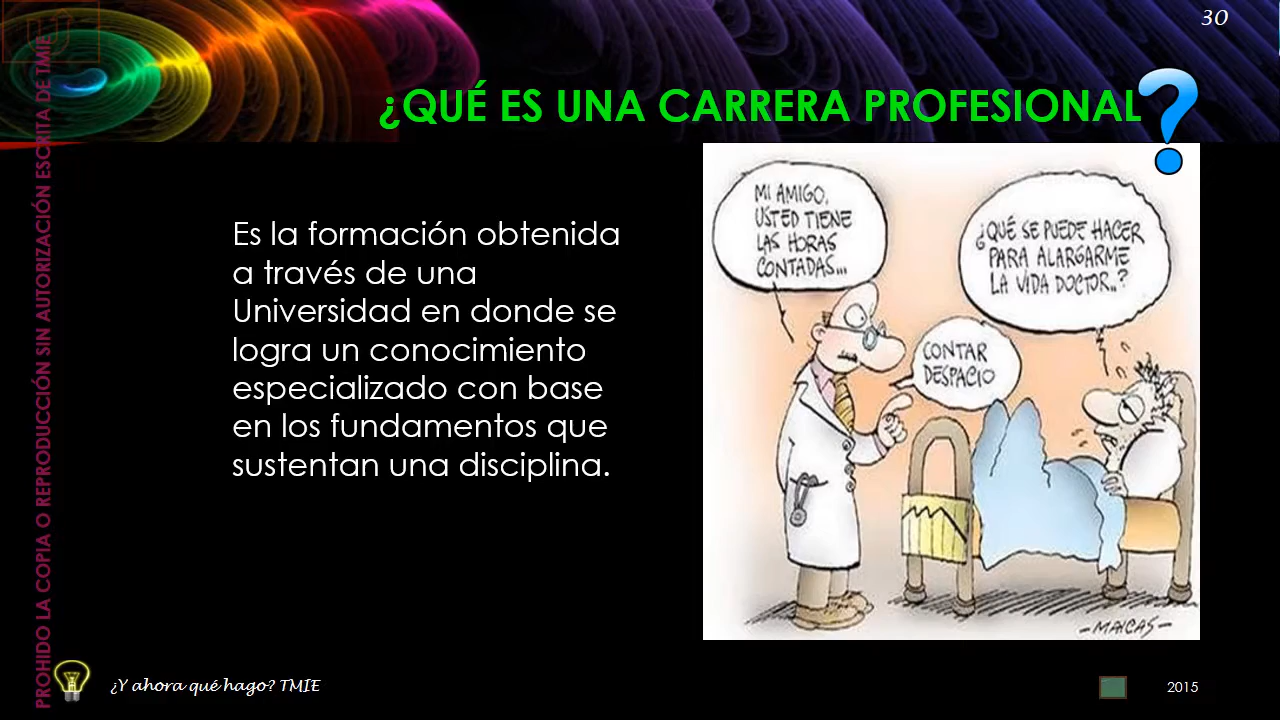 30
¿QUÉ ES UNA CARRERA PROFESIONAL?
Es la formación obtenida
a través de una
Universidad en donde se
logra un conocimiento
especializado con base
en los fundamentos que
sustentan una disciplina.
MI AMIGO,
USTED TIENE
LAS HORAS
CONTADAS...
¿QUÉ SE PUEDE HACER
PARA ALARGARME
LA VIDA DOCTOR..?
CONTAR
DESPACIO
-MAICAS-
PROHIDO LA COPIA O REPRODUCCIÓN SIN AUTORIZACIÓN ESCRITA DE TMIE
¿Y ahora qué hago? TMIE
2015